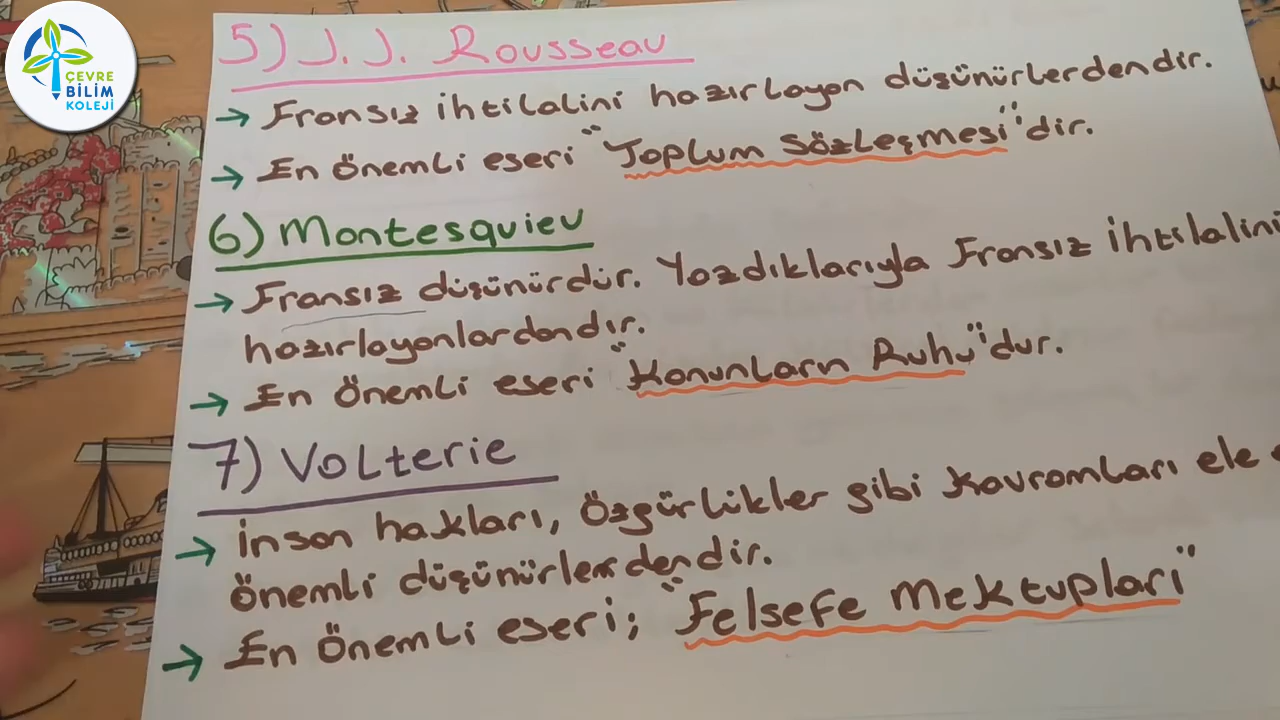 ÇEVRE
BİLİM
KOLEJİ
5) J. J. Rousseau
→ Fransız ihtilalini hazırlayan düşünürlerdendir.
→ En önemli eseri "Toplum Sözleşmesi"dir.
6) Montesquieu
→ Fransız düşünürdür. Yazdıklarıyla Fransız ihtilalini
hazırlayanlardandır.
→ En önemli eseri "Kanunların Ruhu"dur.
7) Volterie
→ İnsan hakları, özgürlikler gibi kavramları ele
önemli düşünürlerdendir.
→ En önemli eseri; "Felsefe Mektupları"